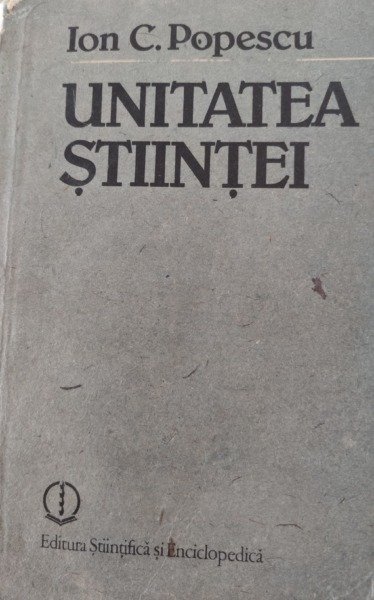 Ion C. Popescu
UNITATEA
ȘTIINȚEI
Editura Științifică și Enciclopedică